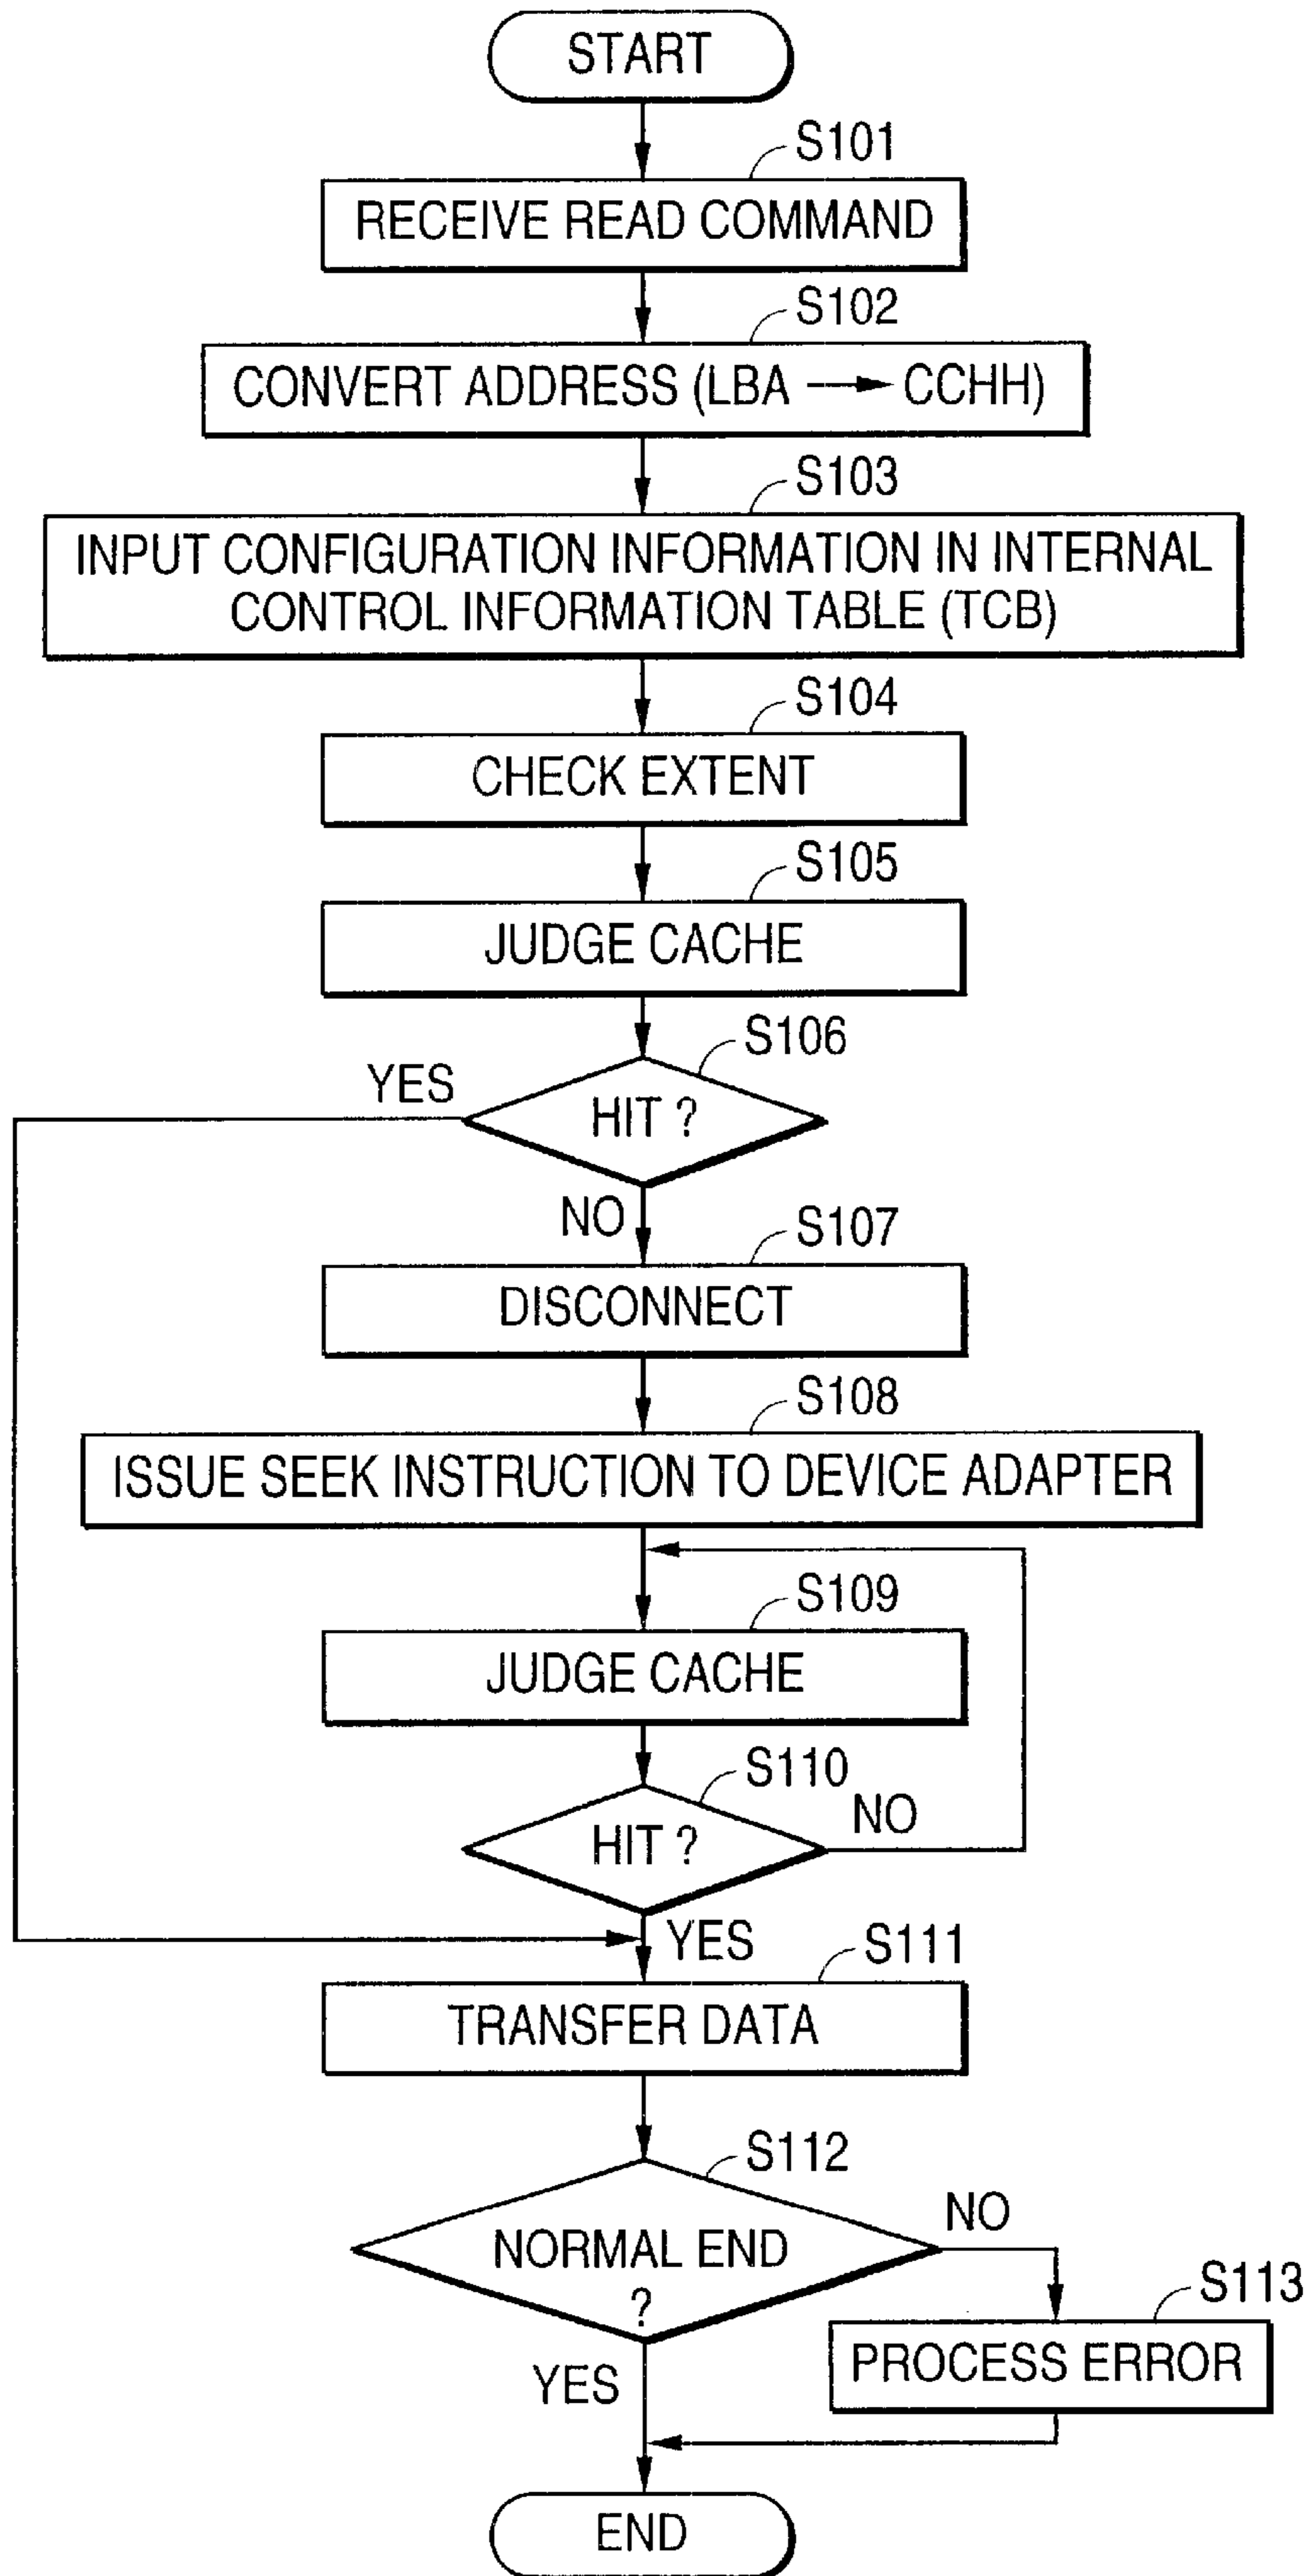 START
S101
RECEIVE READ COMMAND
S102
CONVERT ADDRESS (LBA → CCHH)
S103
INPUT CONFIGURATION INFORMATION IN INTERNAL
CONTROL INFORMATION TABLE (TCB)
S104
CHECK EXTENT
S105
JUDGE CACHE
S106
YES
HIT ?
NO
S107
DISCONNECT
S108
ISSUE SEEK INSTRUCTION TO DEVICE ADAPTER
S109
JUDGE CACHE
S110
HIT ?
NO
YES
S111
TRANSFER DATA
S112
NORMAL END
?
NO
S113
PROCESS ERROR
YES
END